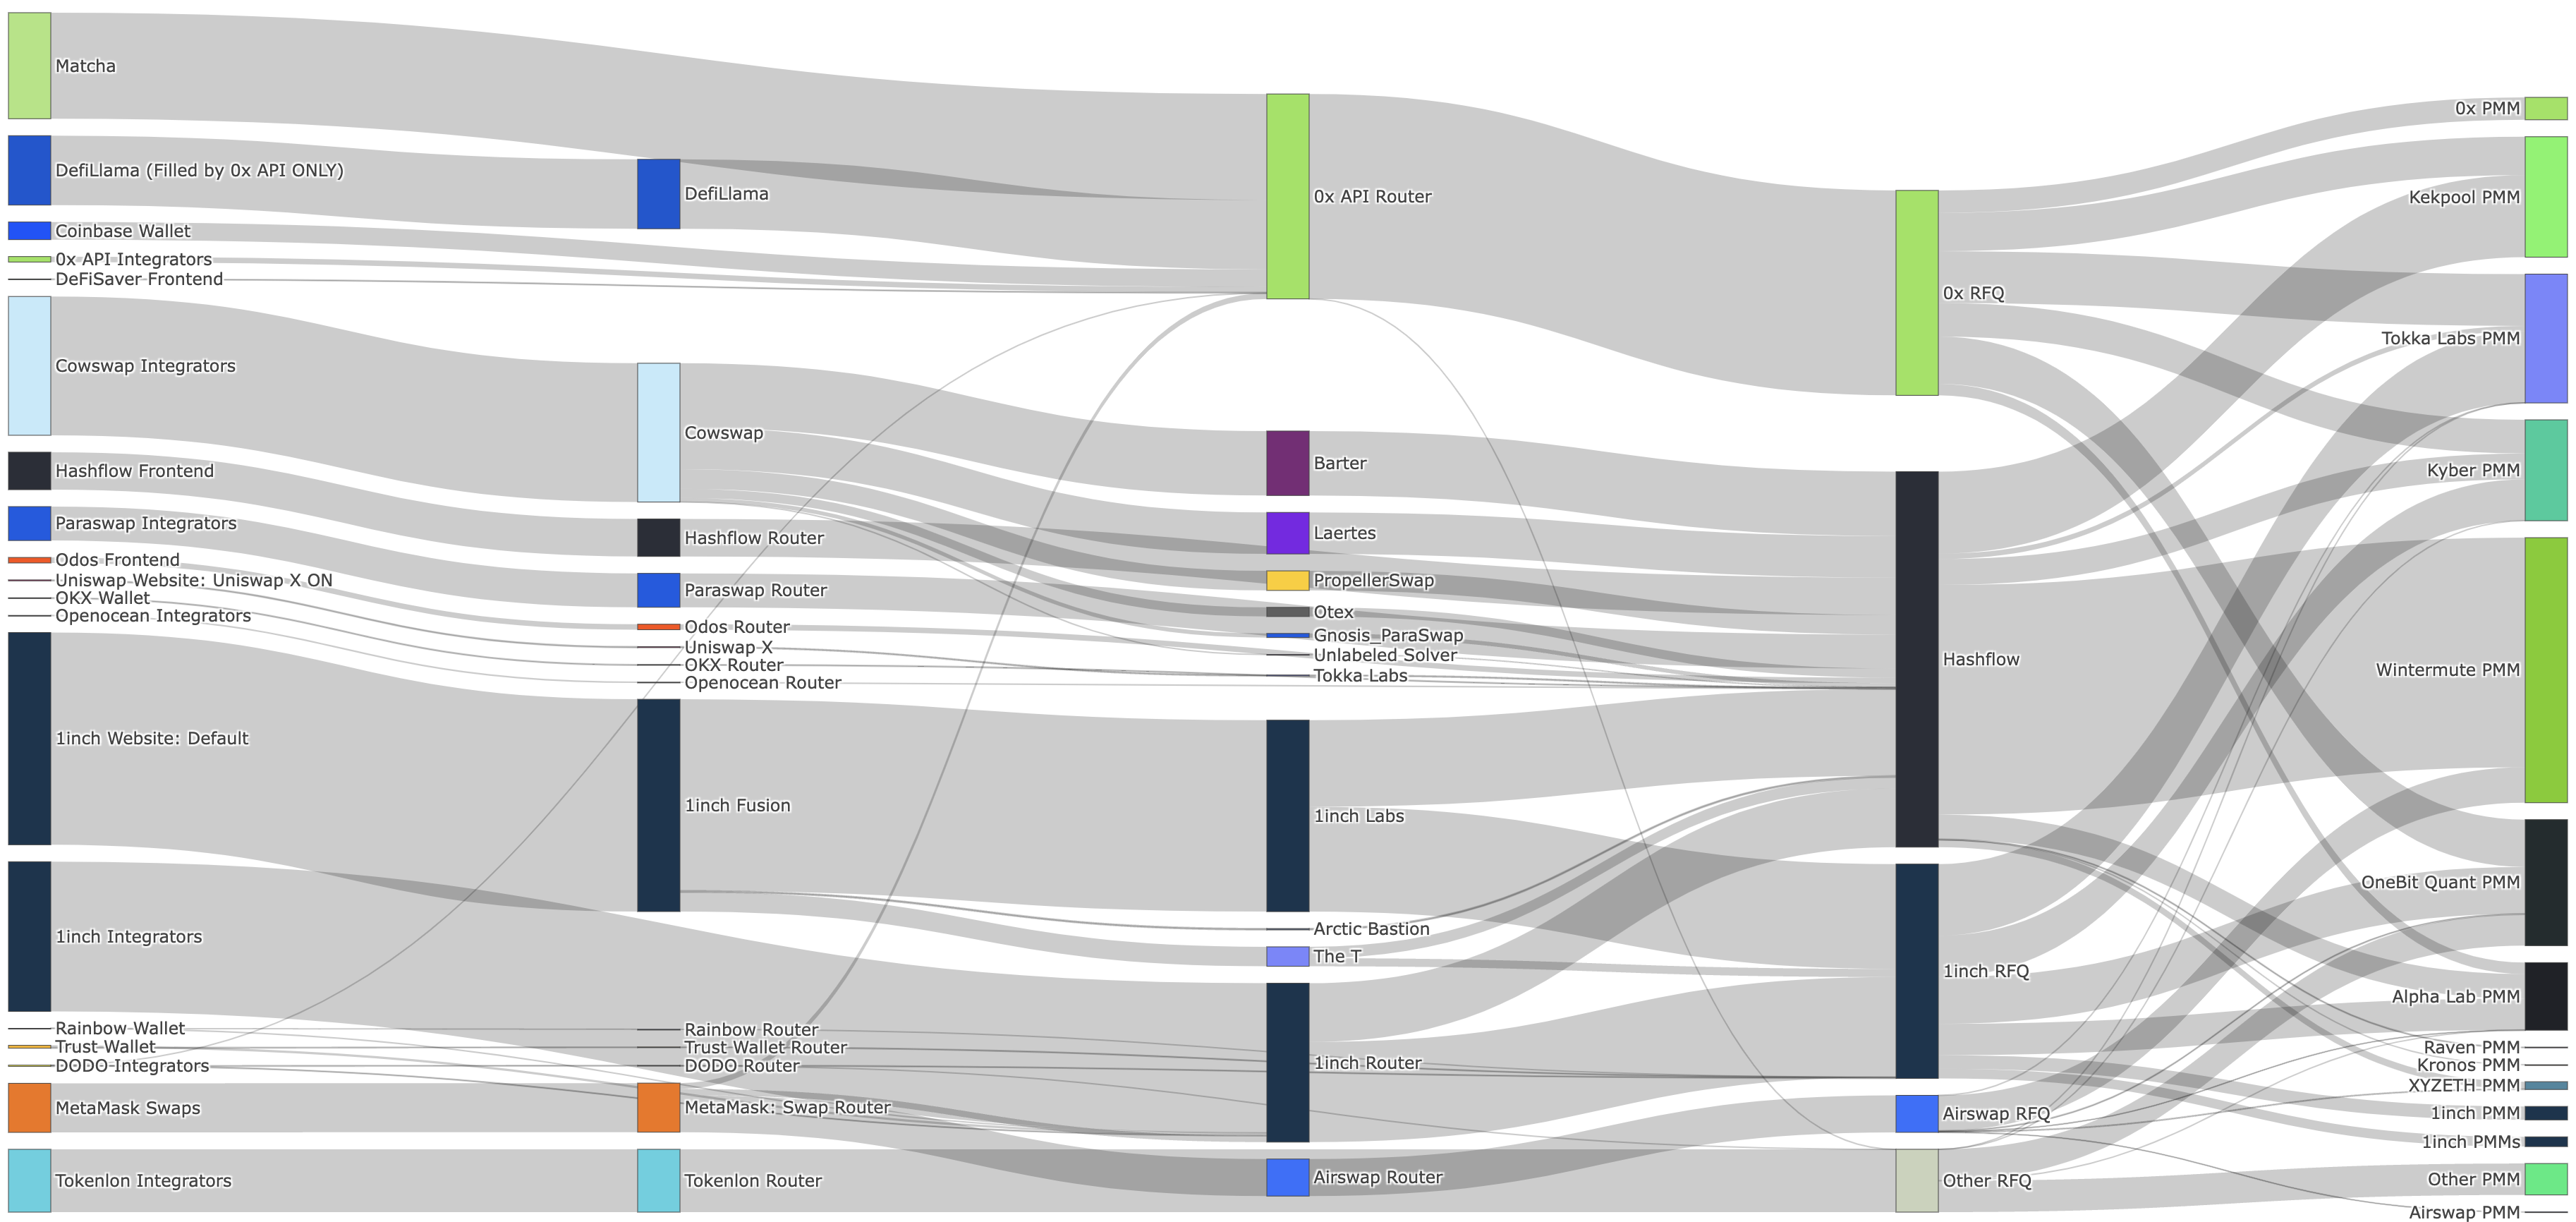 Matcha
DefiLlama (Filled by 0x API ONLY)
Coinbase Wallet
0x API Integrators
DeFiSaver Frontend
Cowswap Integrators
Hashflow Frontend
Paraswap Integrators
Odos Frontend
Uniswap Website: Uniswap X ON
OKX Wallet
Openocean Integrators
1inch Website: Default
1inch Integrators
Rainbow Wallet
Trust Wallet
DODO Integrators
MetaMask Swaps
Tokenlon Integrators
DefiLlama
Cowswap
Hashflow Router
Paraswap Router
Odos Router
Uniswap X
OKX Router
Openocean Router
1inch Fusion
Rainbow Router
Trust Wallet Router
DODO Router
MetaMask: Swap Router
Tokenlon Router
0x API Router
Barter
Laertes
PropellerSwap
Otex
Gnosis_ParaSwap
Unlabeled Solver
Tokka Labs
1inch Labs
Arctic Bastion
The T
1inch Router
Airswap Router
0x RFQ
Hashflow
1inch RFQ
Airswap RFQ
Other RFQ
0x PMM
Kekpool PMM
Tokka Labs PMM
Kyber PMM
Wintermute PMM
OneBit Quant PMM
Alpha Lab PMM
Raven PMM
Kronos PMM
XYZETH PMM
1inch PMM
1inch PMMs
Other PMM
Airswap PMM